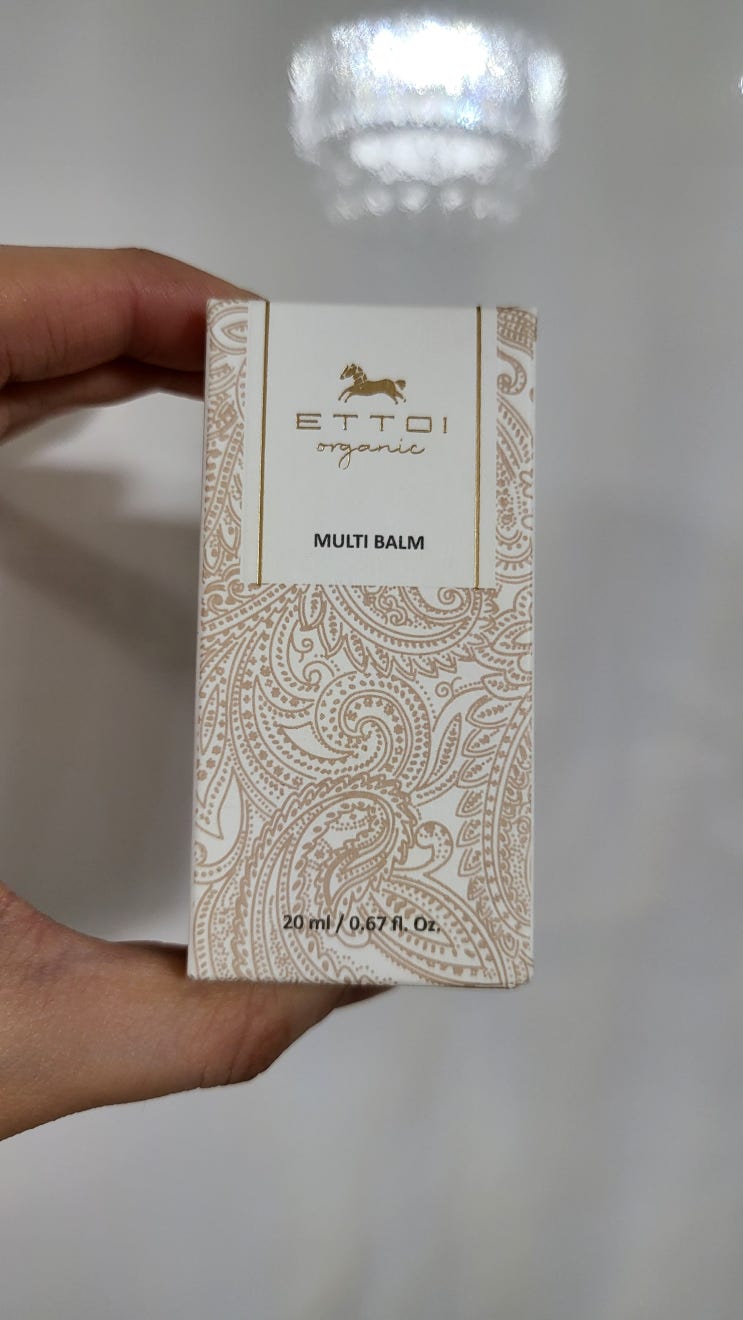 ETTOI
organic
MULTI BALM
20 ml / 0.67 fl. Oz.